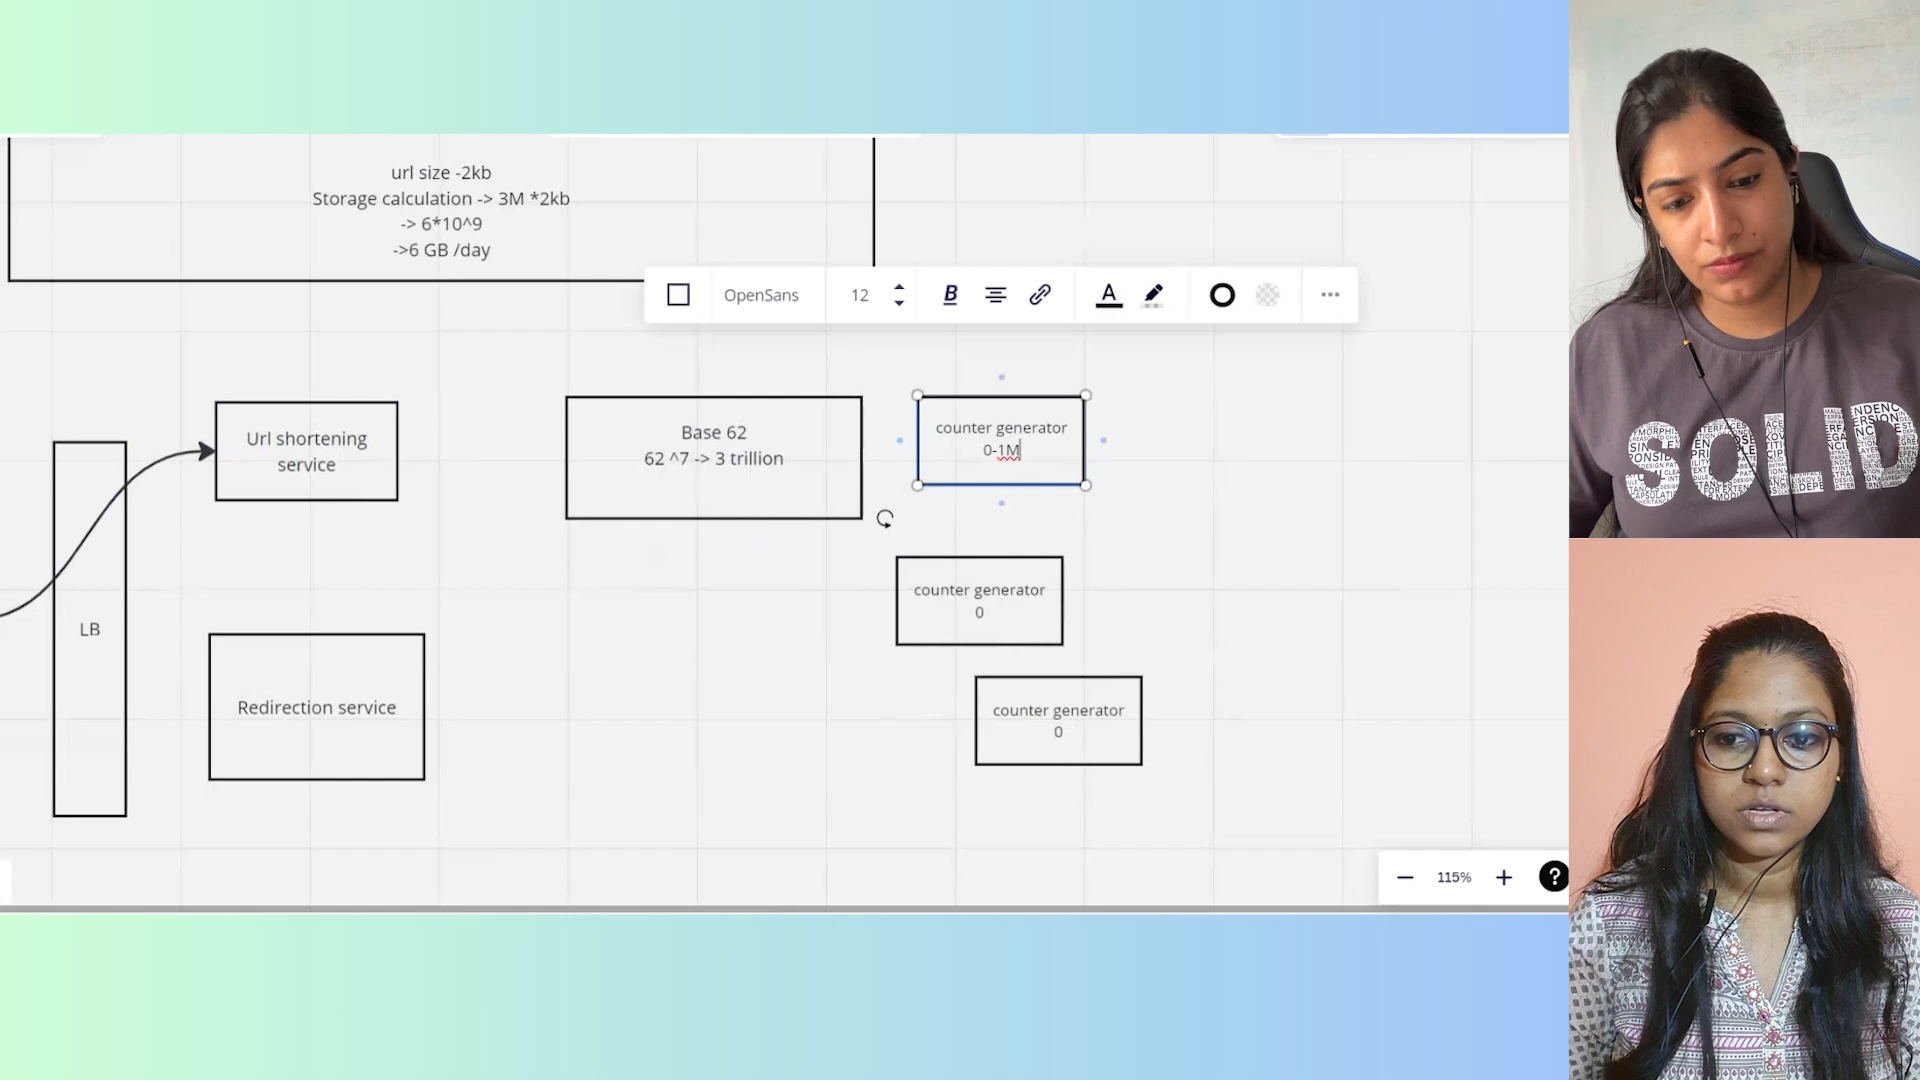 url size -2kb
Storage calculation -> 3M *2kb
-> 6*10^9
->6 GB /day
OpenSans
12
B
A
Url shortening
service
Base 62
62 ^7 -> 3 trillion
counter generator
0-1M
counter generator
0
LB
Redirection service
counter generator
0
115%
?
SOLID